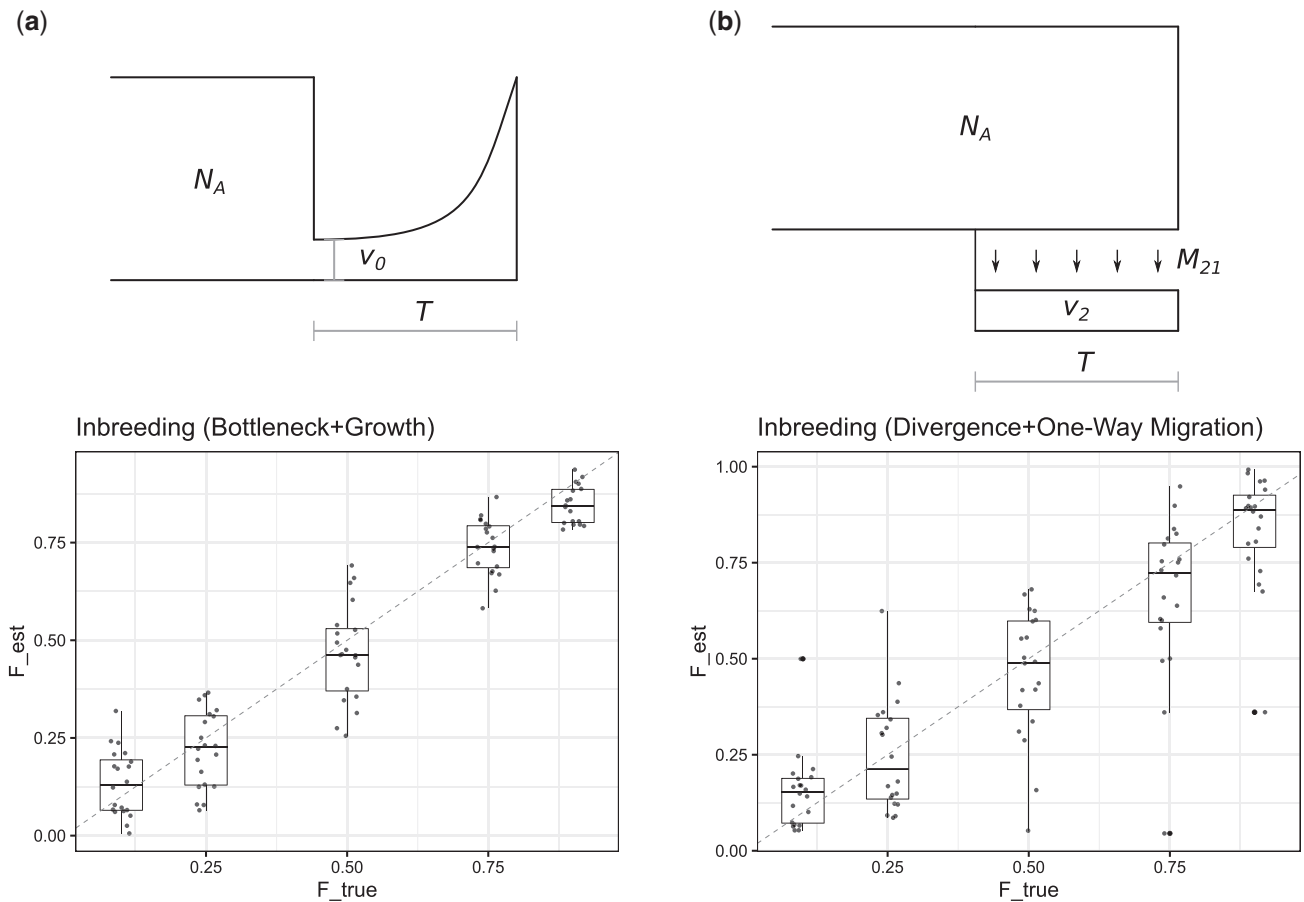 (a)
N_A
v_0
T
Inbreeding (Bottleneck+Growth)
F_est
0.75
0.50
0.25
0.00
0.25 0.50 0.75
F_true
(b)
N_A
M_21
v_2
T
Inbreeding (Divergence+One-Way Migration)
F_est
1.00
0.75
0.50
0.25
0.00
0.25 0.50 0.75
F_true